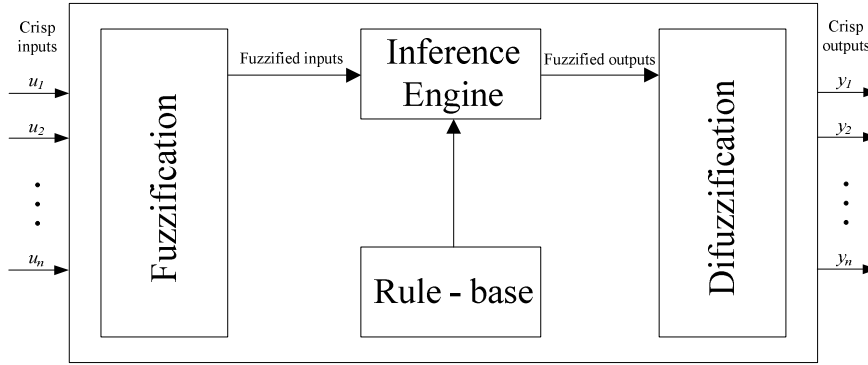 Crisp
inputs
u1
u2
un
Fuzzification
Fuzzified inputs
Inference
Engine
Rule - base
Fuzzified outputs
Difuzzification
Crisp
outputs
y1
y2
yn